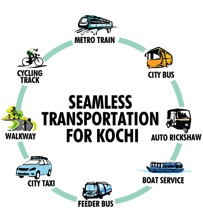 METRO TRAIN
CYCLING
TRACK
CITY BUS
SEAMLESS
TRANSPORTATION
FOR KOCHI
WALKWAY
AUTO RICKSHAW
CITY TAXI
BOAT SERVICE
FEEDER BUS